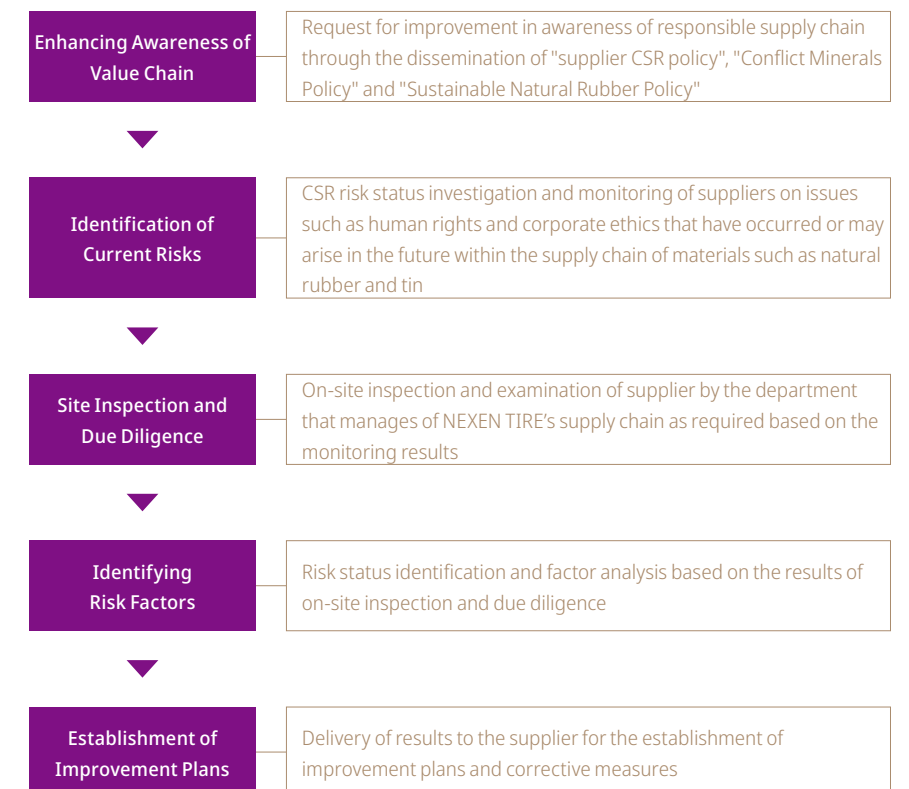 Enhancing Awareness of
Value Chain
Request for improvement in awareness of responsible supply chain
through the dissemination of "supplier CSR policy", "Conflict Minerals
Policy" and "Sustainable Natural Rubber Policy"
Identification of
Current Risks
CSR risk status investigation and monitoring of suppliers on issues
such as human rights and corporate ethics that have occurred or may
arise in the future within the supply chain of materials such as natural
rubber and tin
Site Inspection and
Due Diligence
On-site inspection and examination of supplier by the department
that manages of NEXEN TIRE’s supply chain as required based on the
monitoring results
Identifying
Risk Factors
Risk status identification and factor analysis based on the results of
on-site inspection and due diligence
Establishment of
Improvement Plans
Delivery of results to the supplier for the establishment of
improvement plans and corrective measures